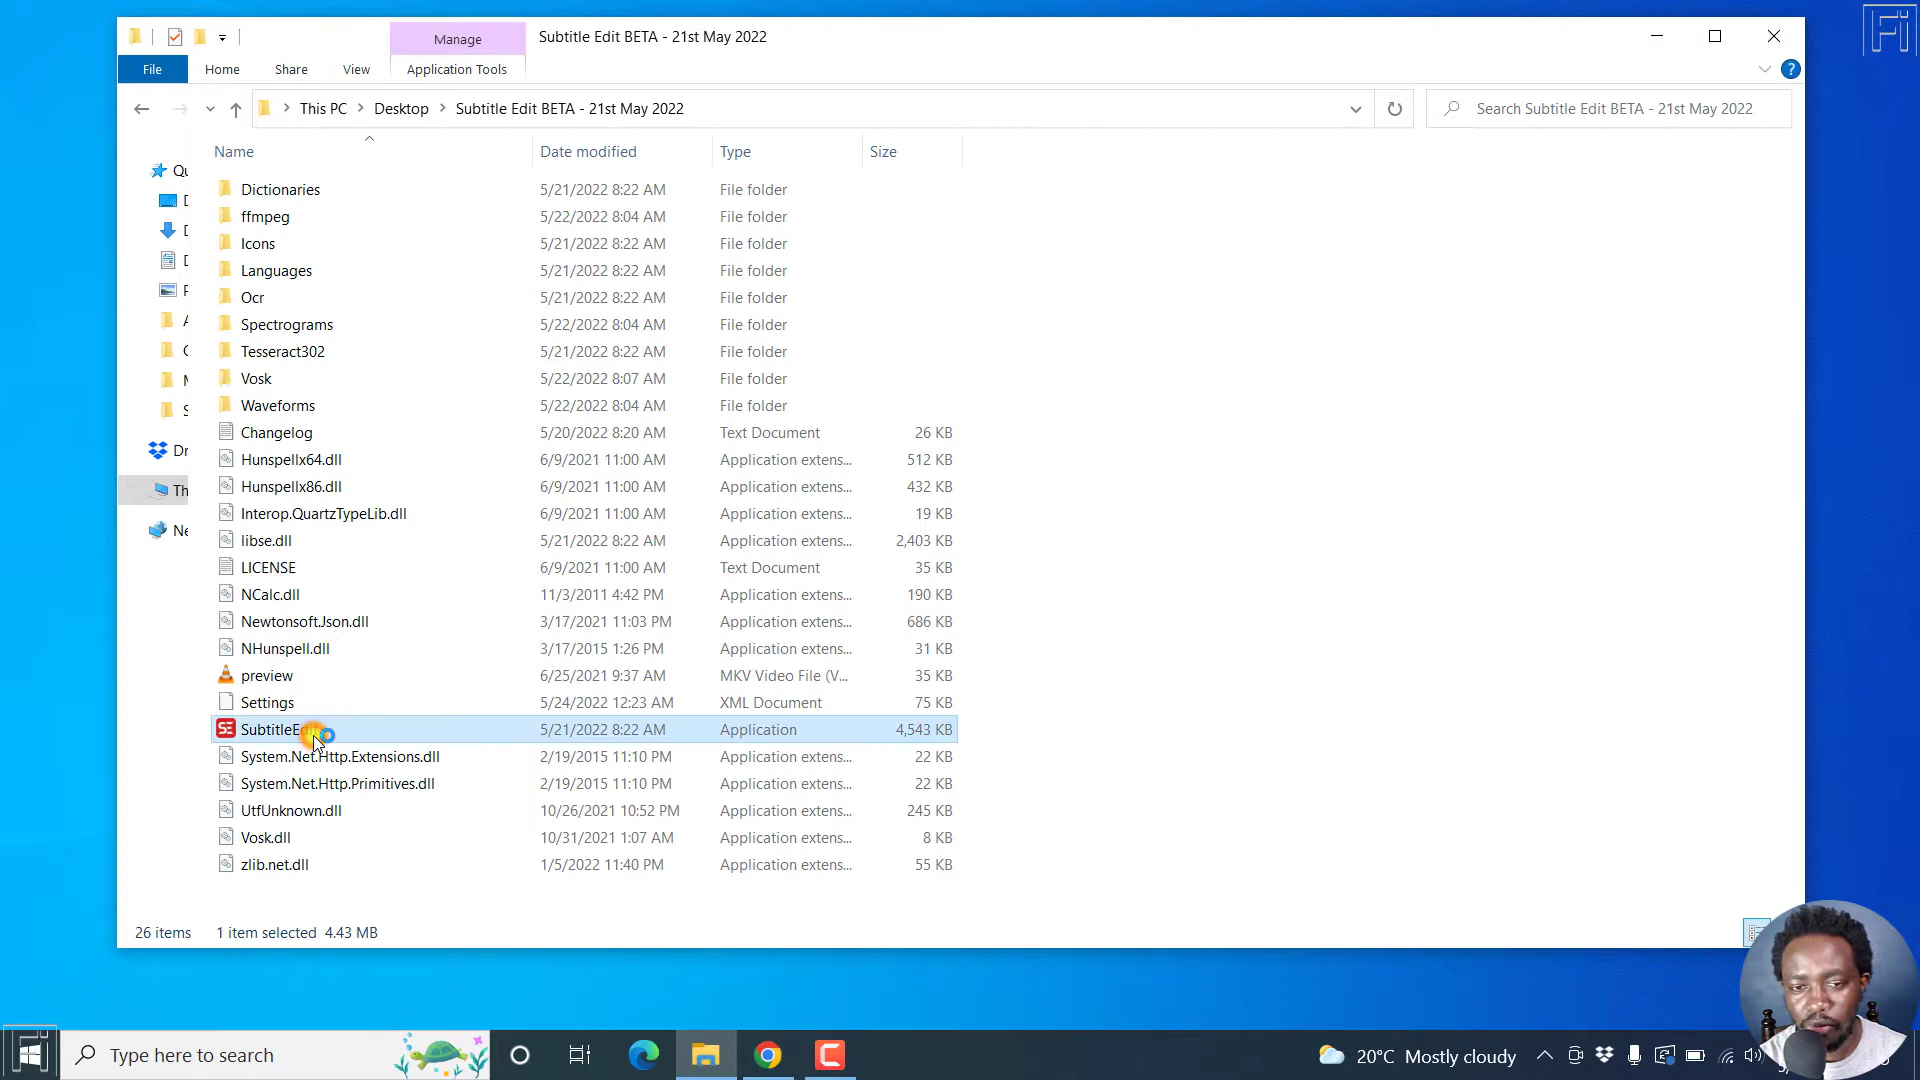 Manage
Subtitle Edit BETA - 21st May 2022
File
Home
Share
View
Application Tools
This PC
Desktop
Subtitle Edit BETA - 21st May 2022
Search Subtitle Edit BETA - 21st May 2022
Name
Date modified
Type
Size
Dictionaries 5/21/2022 8:22 AM File folder
ffmpeg 5/22/2022 8:04 AM File folder
Icons 5/21/2022 8:22 AM File folder
Languages 5/21/2022 8:22 AM File folder
Ocr 5/21/2022 8:22 AM File folder
Spectrograms 5/22/2022 8:04 AM File folder
Tesseract302 5/21/2022 8:22 AM File folder
Vosk 5/22/2022 8:07 AM File folder
Waveforms 5/22/2022 8:04 AM File folder
Changelog 5/20/2022 8:20 AM Text Document 26 KB
Hunspellx64.dll 6/9/2021 11:00 AM Application extens... 512 KB
Hunspellx86.dll 6/9/2021 11:00 AM Application extens... 432 KB
Interop.QuartzTypeLib.dll 6/9/2021 11:00 AM Application extens... 19 KB
libse.dll 5/21/2022 8:22 AM Application extens... 2,403 KB
LICENSE 6/9/2021 11:00 AM Text Document 35 KB
NCalc.dll 11/3/2011 4:42 PM Application extens... 190 KB
Newtonsoft.Json.dll 3/17/2021 11:03 PM Application extens... 686 KB
NHunspell.dll 3/17/2015 1:26 PM Application extens... 31 KB
preview 6/25/2021 9:37 AM MKV Video File (V... 35 KB
Settings 5/24/2022 12:23 AM XML Document 75 KB
SE 5/21/2022 8:22 AM Application 4,543 KB
System.Net.Http.Extensions.dll 2/19/2015 11:10 PM Application extens... 22 KB
System.Net.Http.Primitives.dll 2/19/2015 11:10 PM Application extens... 22 KB
UtfUnknown.dll 10/26/2021 10:52 PM Application extens... 245 KB
Vosk.dll 10/31/2021 1:07 AM Application extens... 8 KB
zlib.net.dll 1/5/2022 11:40 PM Application extens... 55 KB
26 items 1 item selected 4.43 MB
Type here to search
20°C Mostly cloudy